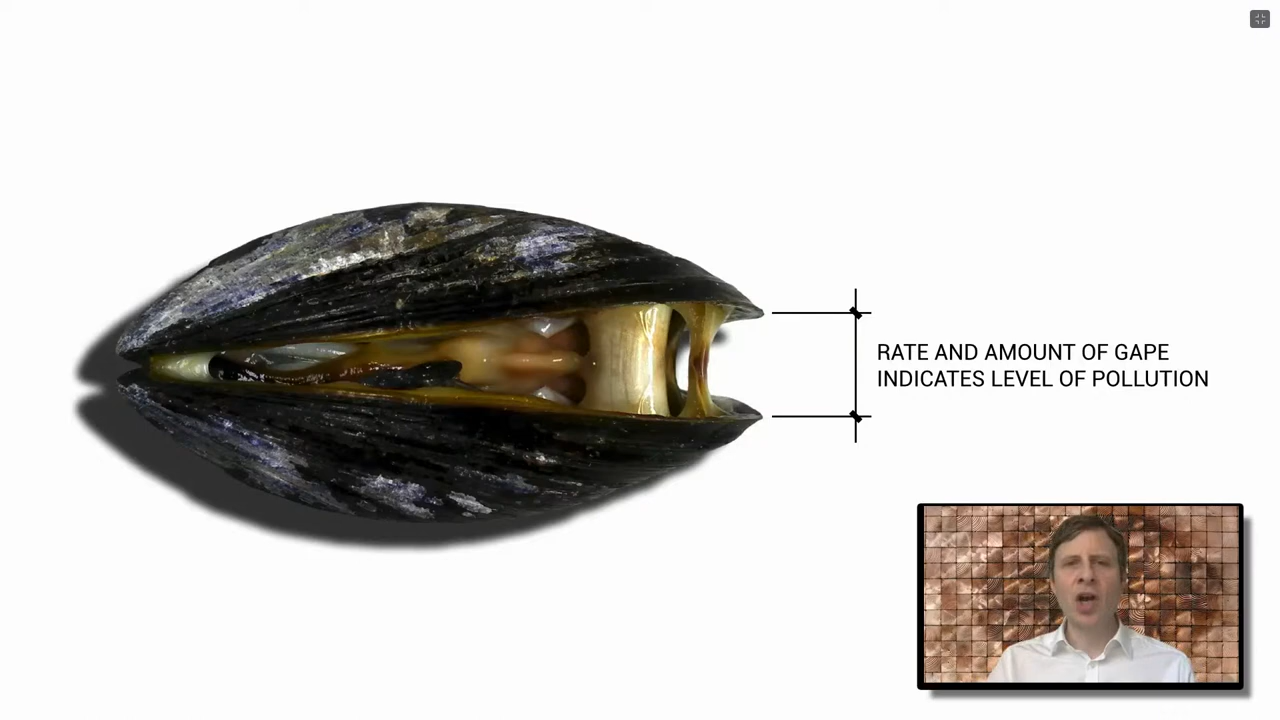 RATE AND AMOUNT OF GAPE
INDICATES LEVEL OF POLLUTION